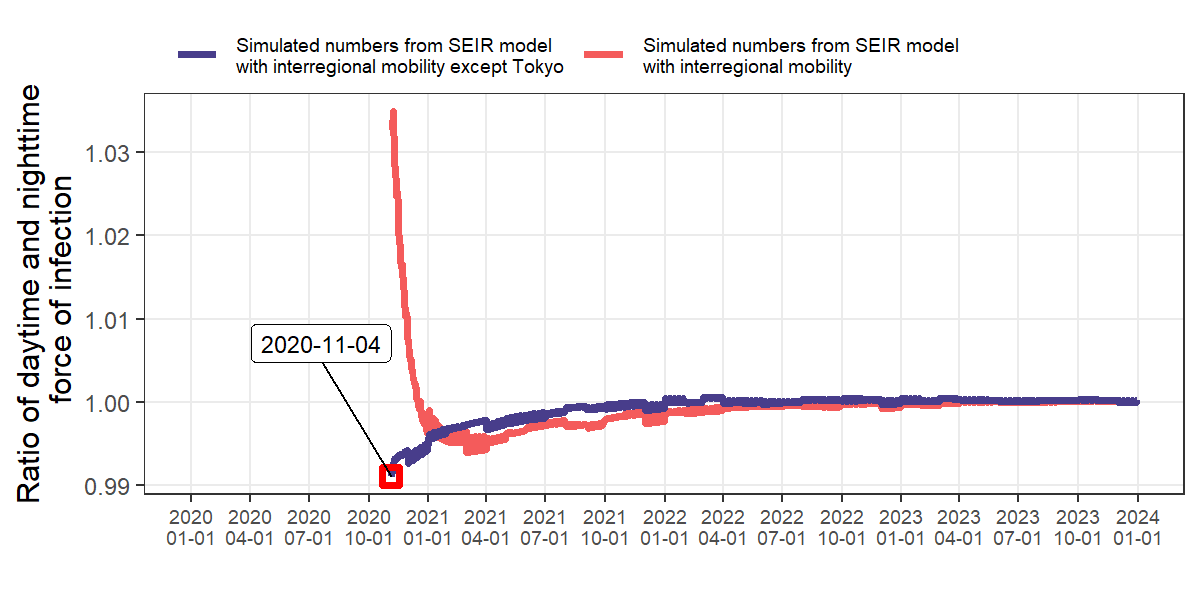 Simulated numbers from SEIR model
with interregional mobility except Tokyo
Simulated numbers from SEIR model
with interregional mobility
Ratio of daytime and nighttime
force of infection
1.03
1.02
1.01
1.00
0.99
2020-11-04
2020 2020 2020 2020 2021 2021 2021 2021 2022 2022 2022 2022 2023 2023 2023 2023 2024
01-01 04-01 07-01 10-01 01-01 04-01 07-01 10-01 01-01 04-01 07-01 10-01 01-01 04-01 07-01 10-01 01-01